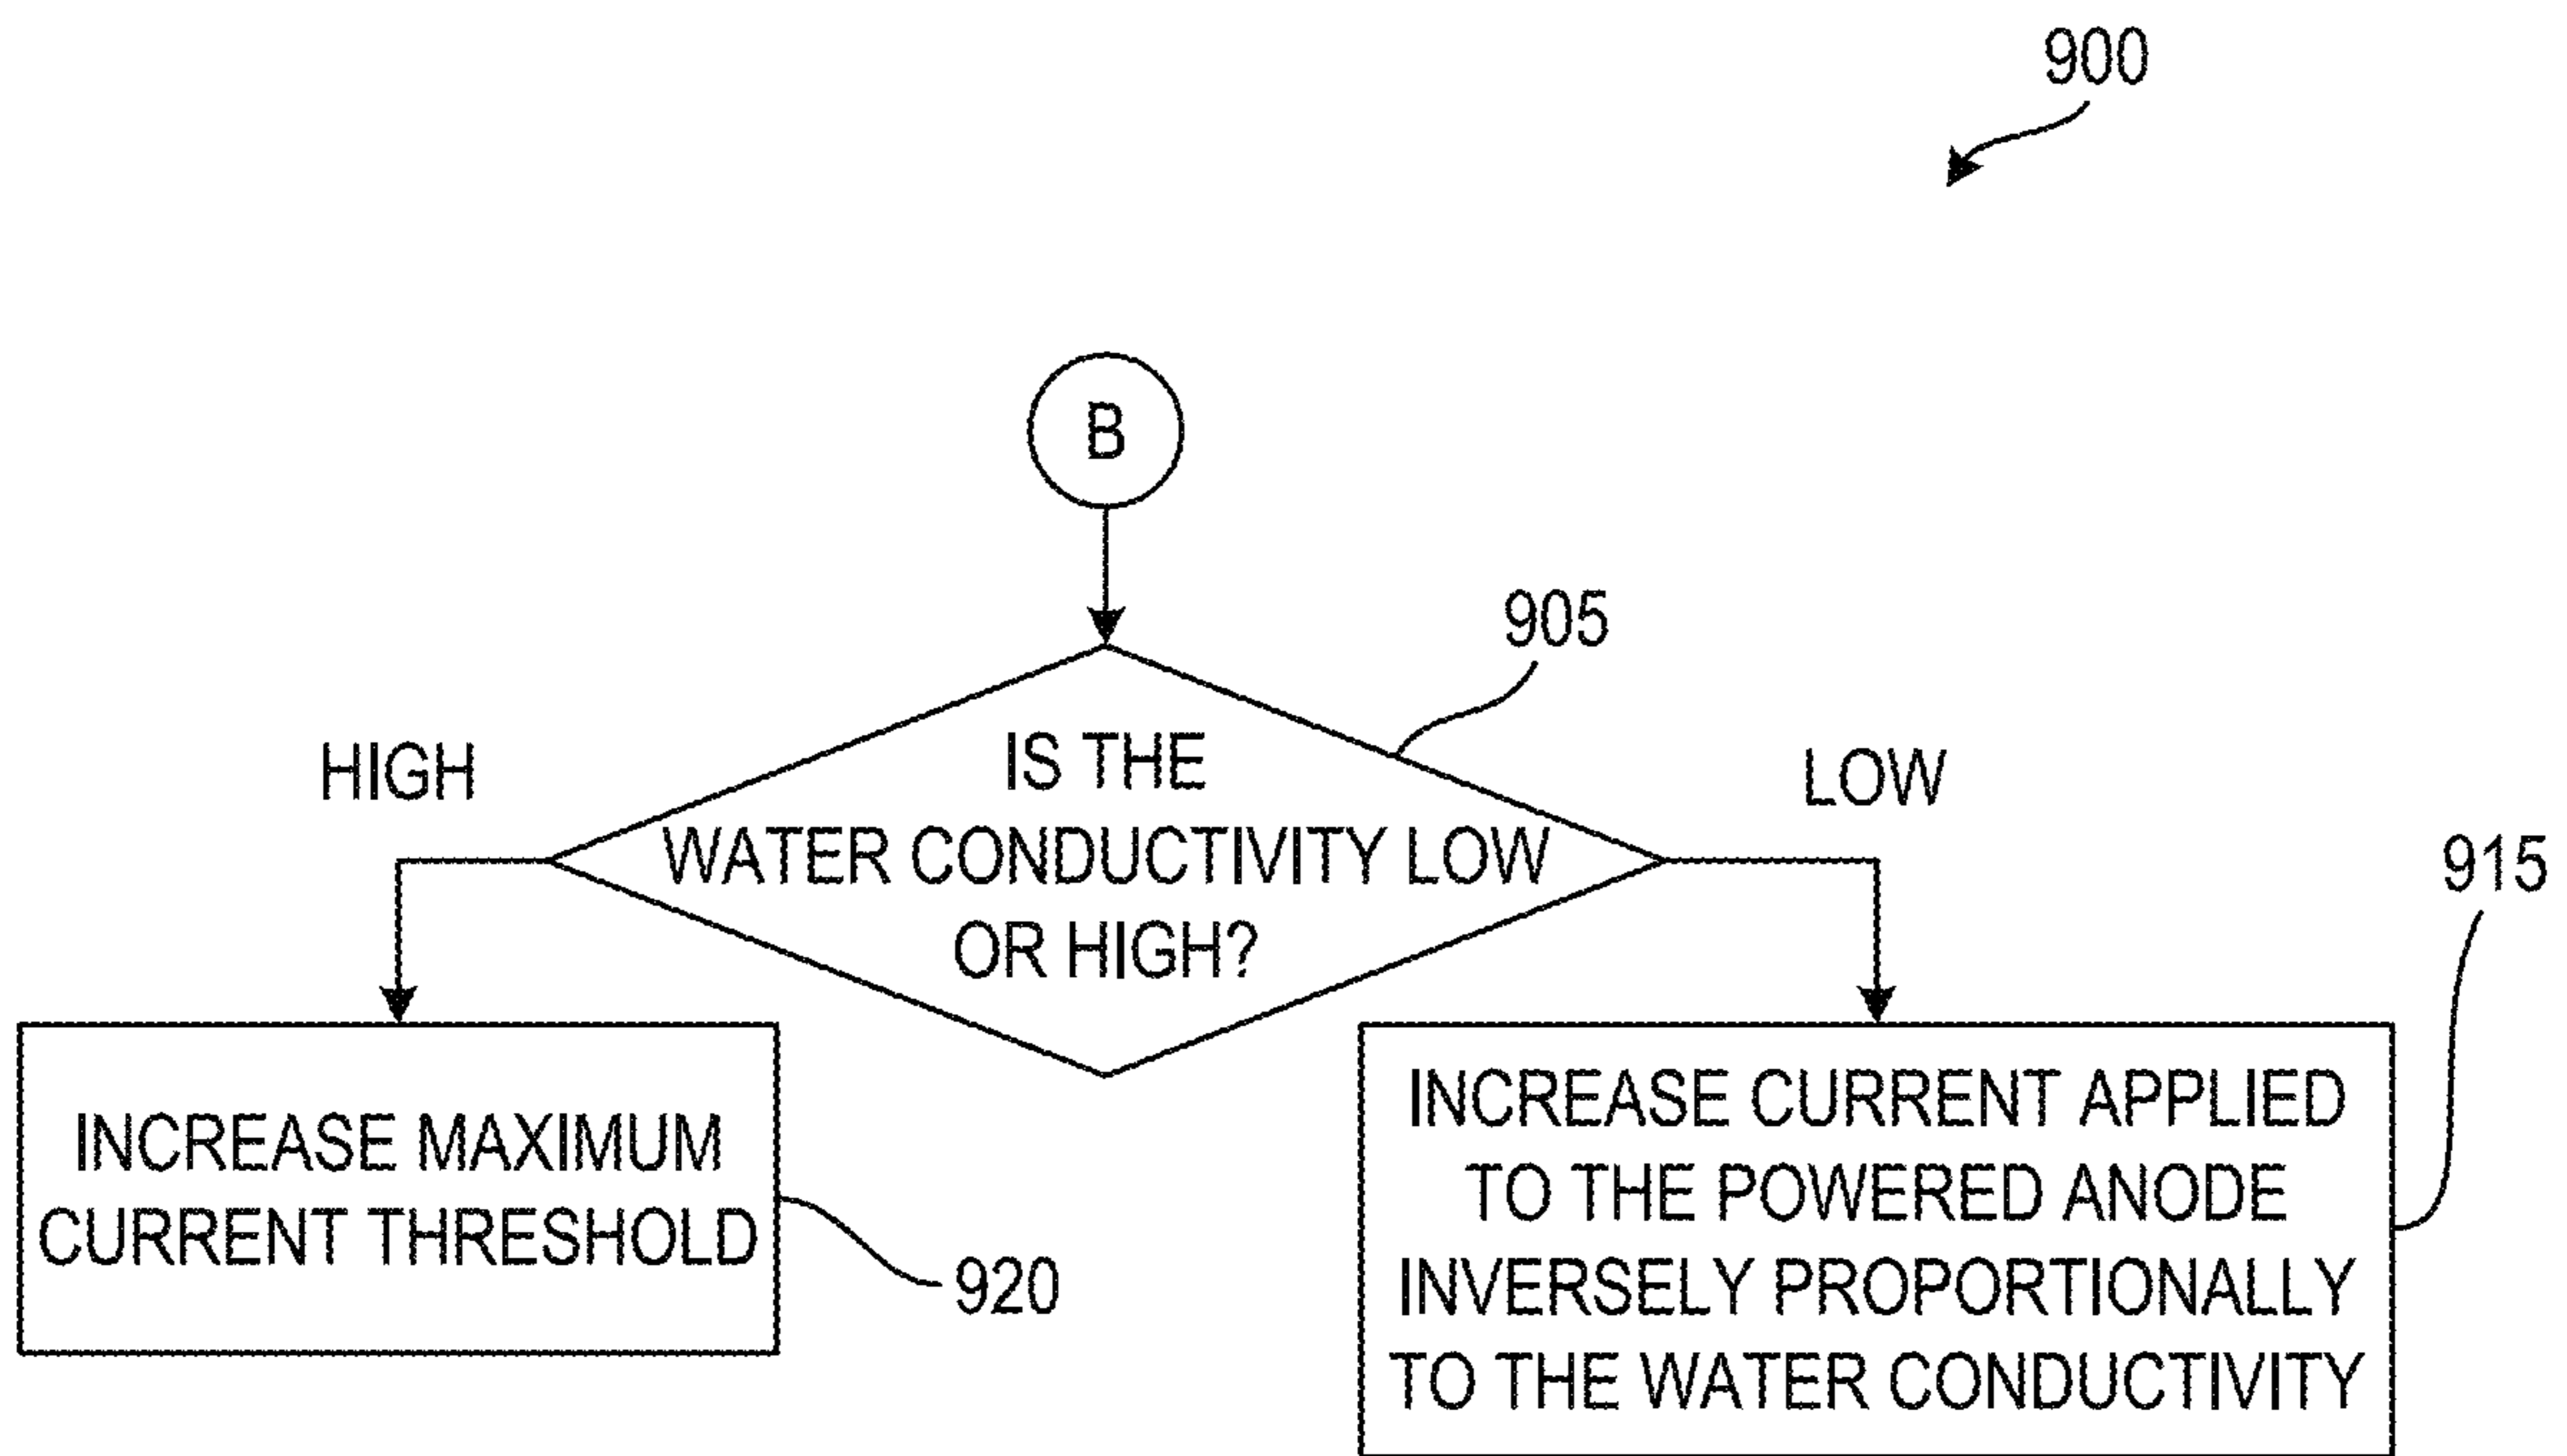 900
B
905
IS THE
WATER CONDUCTIVITY LOW
OR HIGH?
HIGH
LOW
915
INCREASE MAXIMUM
CURRENT THRESHOLD
920
INCREASE CURRENT APPLIED
TO THE POWERED ANODE
INVERSELY PROPORTIONALLY
TO THE WATER CONDUCTIVITY